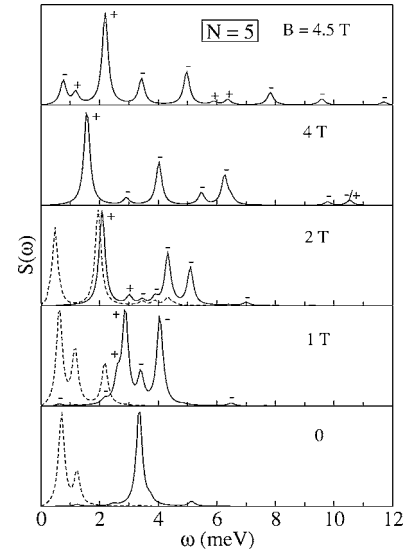 N = 5
B = 4.5 T
- + + - - + + - - -
4 T
+ - - - - - -/+
2 T
+ + - - - - -
1 T
- - + + - - -
0
S(ω)
0 2 4 6 8 10 12
ω (meV)